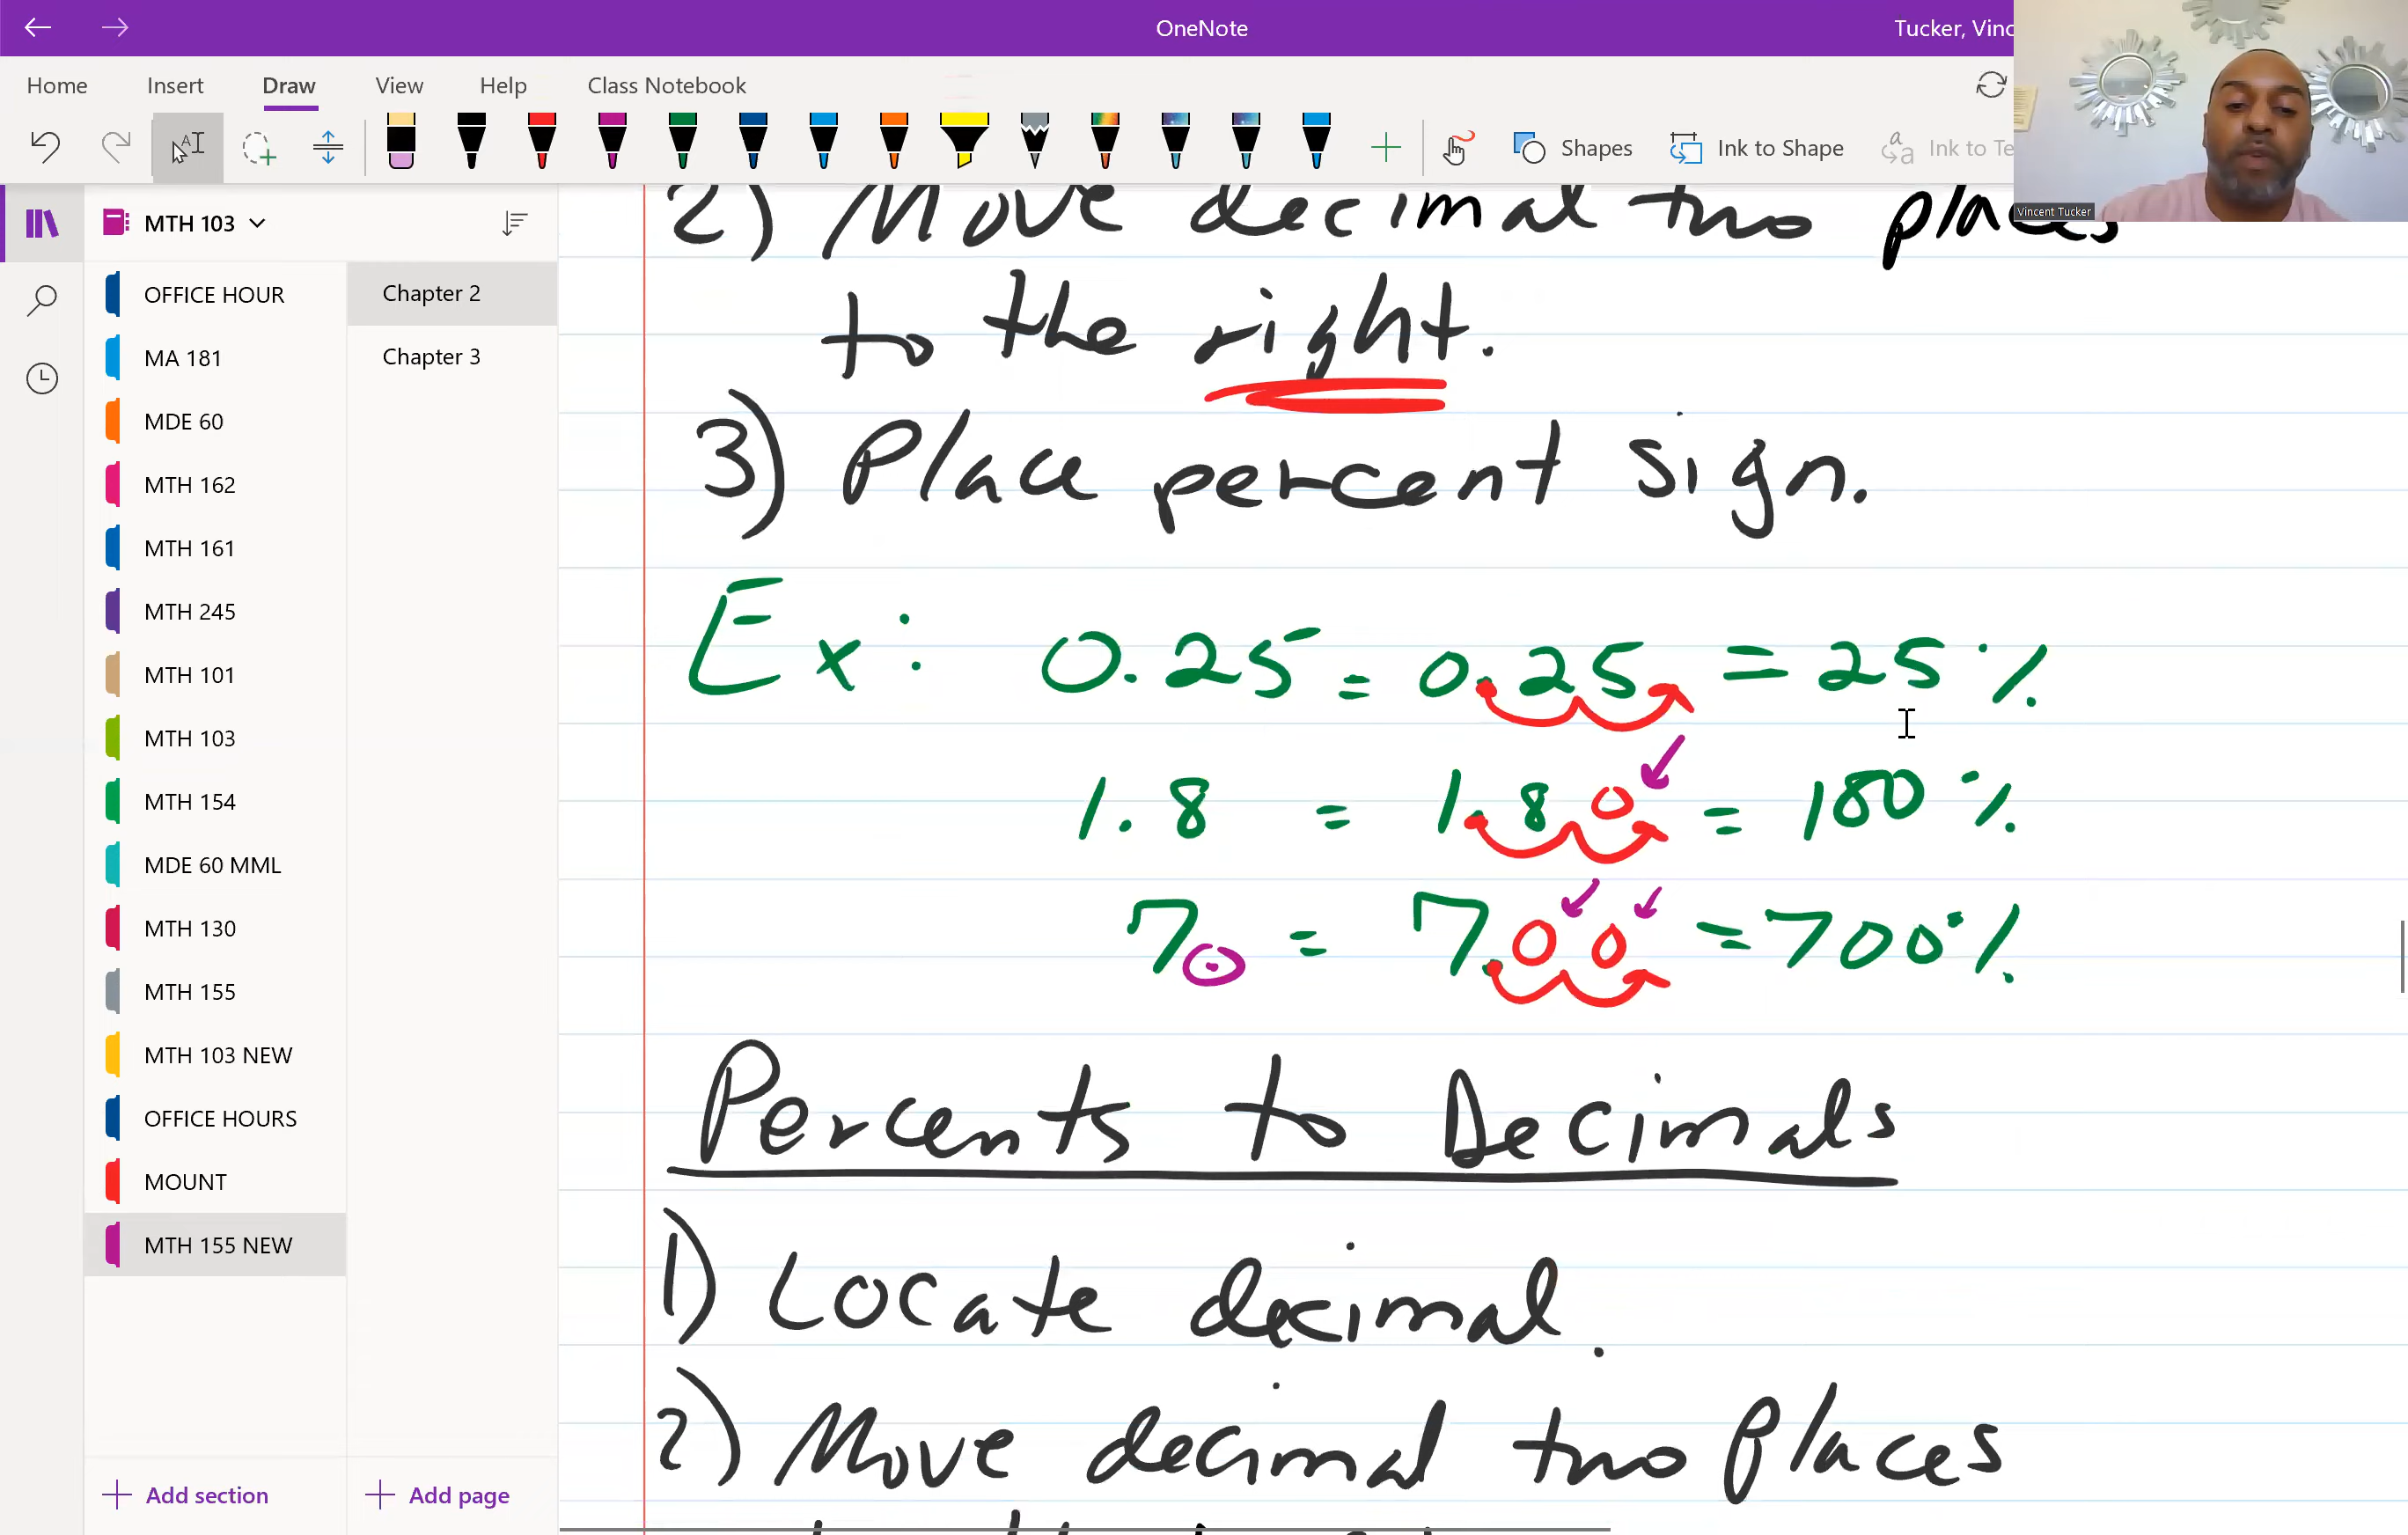 OneNote
Tucker, Vinc
Home Insert Draw View Help Class Notebook
Shapes Ink to Shape Ink to Te
Vincent Tucker
MTH 103
OFFICE HOUR
MA 181
MDE 60
MTH 162
MTH 161
MTH 245
MTH 101
MTH 103
MTH 154
MDE 60 MML
MTH 130
MTH 155
MTH 103 NEW
OFFICE HOURS
MOUNT
MTH 155 NEW
Add section
Chapter 2
Chapter 3
Add page
2) Move decimal two places
to the right.
3) Place percent sign.
Ex: 0.25 = 0.25 = 25%
1.8 = 1.80 = 180%
7. = 7.00 = 700%
Percents to Decimals
1) Locate decimal.
2) Move decimal two places